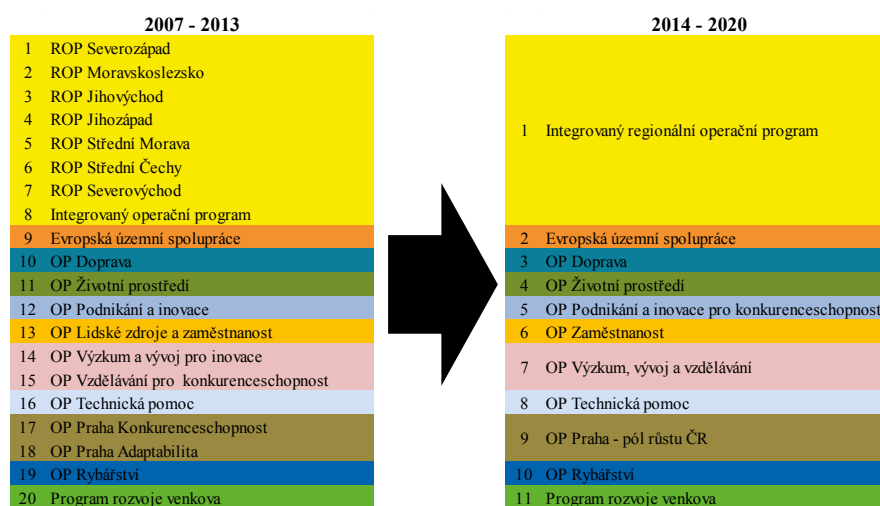 2007 - 2013
1 ROP Severozápad
2 ROP Moravskoslezsko
3 ROP Jihovýchod
4 ROP Jihozápad
5 ROP Střední Morava
6 ROP Střední Čechy
7 ROP Severovýchod
8 Integrovaný operační program
9 Evropská územní spolupráce
10 OP Doprava
11 OP Životní prostředí
12 OP Podnikání a inovace
13 OP Lidské zdroje a zaměstnanost
14 OP Výzkum a vývoj pro inovace
15 OP Vzdělávání pro konkurenceschopnost
16 OP Technická pomoc
17 OP Praha Konkurenceschopnost
18 OP Praha Adaptabilita
19 OP Rybářství
20 Program rozvoje venkova
2014 - 2020
1 Integrovaný regionální operační program
2 Evropská územní spolupráce
3 OP Doprava
4 OP Životní prostředí
5 OP Podnikání a inovace pro konkurenceschopnost
6 OP Zaměstnanost
7 OP Výzkum, vývoj a vzdělávání
8 OP Technická pomoc
9 OP Praha - pól růstu ČR
10 OP Rybářství
11 Program rozvoje venkova